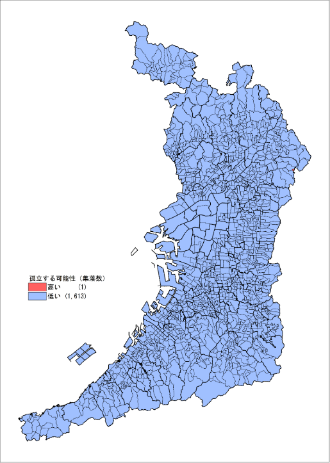 孤立する可能性（集落数）
高い (1)
低い (1,613)